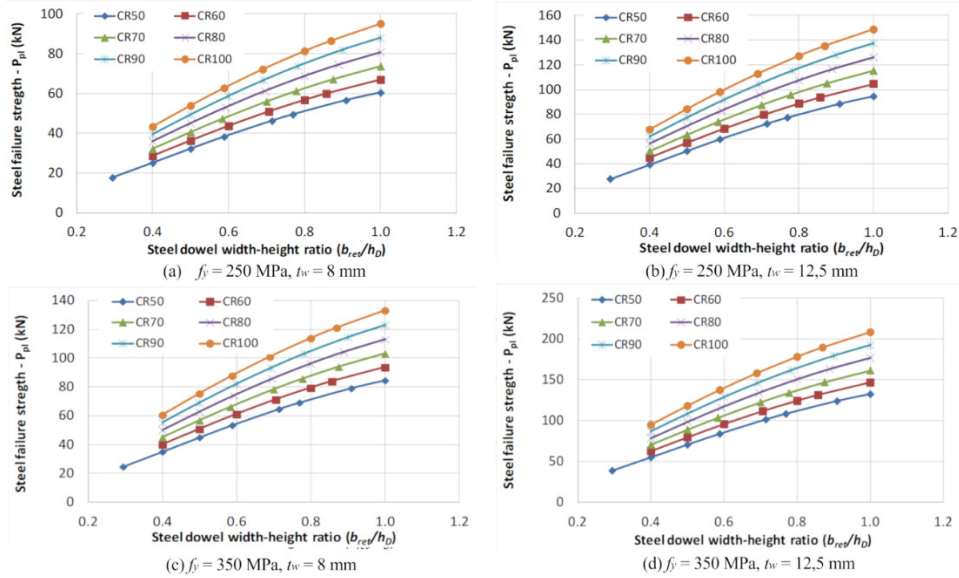 Steel failure stregth - Ppl (kN)
100
80
60
40
20
0
CR50 CR60
CR70 CR80
CR90 CR100
0.2 0.4 0.6 0.8 1.0 1.2
Steel dowel width-height ratio (bret/hD)
(a) fy = 250 MPa, tw = 8 mm
Steel failure stregth - Ppl (kN)
160
140
120
100
80
60
40
20
0
CR50 CR60
CR70 CR80
CR90 CR100
0.2 0.4 0.6 0.8 1.0 1.2
Steel dowel width-height ratio (bret/hD)
(b) fy = 250 MPa, tw = 12,5 mm
Steel failure stregth - Ppl (kN)
140
120
100
80
60
40
20
0
CR50 CR60
CR70 CR80
CR90 CR100
0.2 0.4 0.6 0.8 1.0 1.2
Steel dowel width-height ratio (bret/hD)
(c) fy = 350 MPa, tw = 8 mm
Steel failure stregth - Ppl (kN)
250
200
150
100
50
0
CR50 CR60
CR70 CR80
CR90 CR100
0.2 0.4 0.6 0.8 1.0 1.2
Steel dowel width-height ratio (bret/hD)
(d) fy = 350 MPa, tw = 12,5 mm